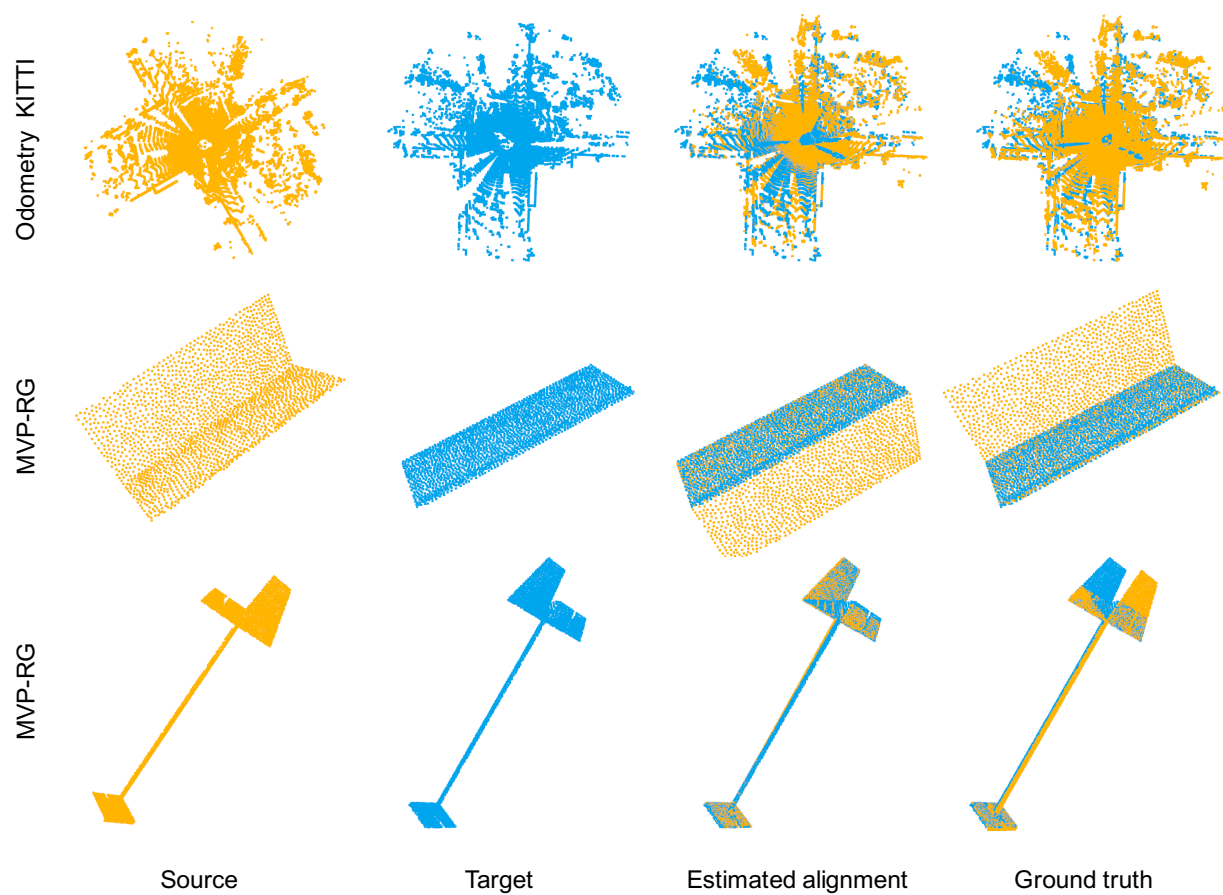 Odometry KITTI
MVP-RG
MVP-RG
Source
Target
Estimated alignment
Ground truth